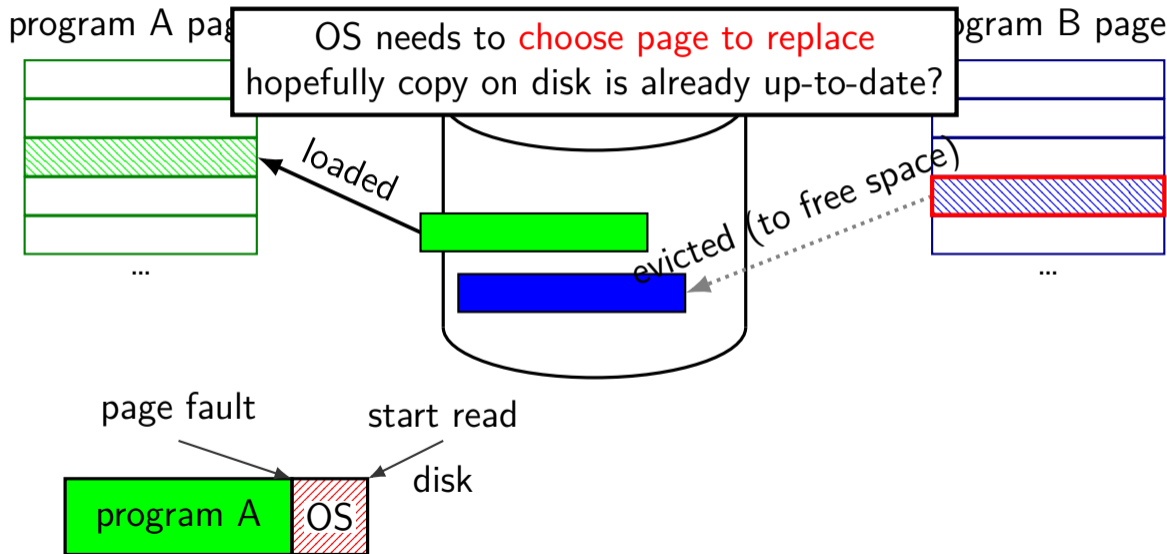 program A pag
OS needs to choose page to replace
hopefully copy on disk is already up-to-date?
ogram B page
loaded
evicted (to free space)
...
...
page fault
start read
disk
program A
OS